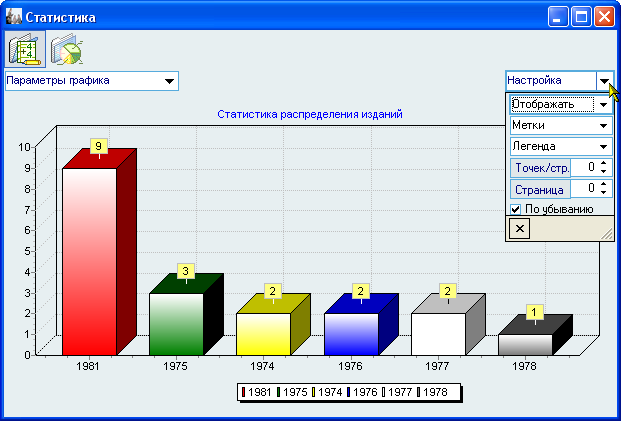 Статистика
Параметры графика
Настройка
Отображать
Метки
Легенда
Точек/стр. 0
Страница 0
По убыванию
Статистика распределения изданий
10
9
8
7
6
5
4
3
2
1
0
9
3
2
2
2
1
1981 1975 1974 1976 1977 1978
1981 1975 1974 1976 1977 1978